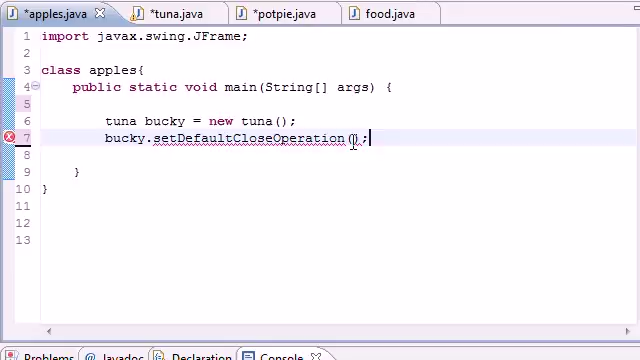 *apples.java *tuna.java *potpie.java food.java
1 import javax.swing.JFrame;
2
3 class apples{
4 public static void main(String[] args) {
5
6 tuna bucky = new tuna();
7 bucky.setDefaultCloseOperation();
8
9 }
10 }
11
12
13
Problems @ Javadoc Declaration Console